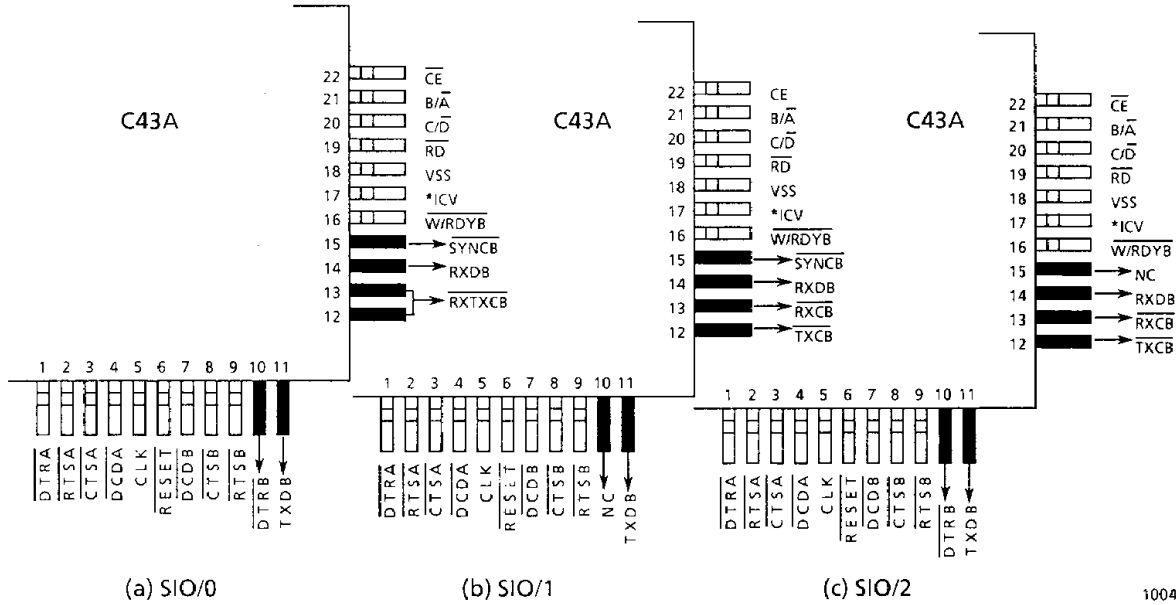 C43A
22 CE
21 B/A
20 C/D
19 RD
18 VSS
17 *ICV
16 W/RDYB
15 SYNCB
14 RXDB
13 RXTXCB
12
1 2 3 4 5 6 7 8 9 10 11
DTRA
RTSA
CTSA
DCDA
CLK
RESET
DCDB
CTSB
RTSB
DTRB
TXDB
(a) SIO/0
C43A
22 CE
21 B/A
20 C/D
19 RD
18 VSS
17 *ICV
16 W/RDYB
15 SYNCB
14 RXDB
13 RXCB
12 TXCB
1 2 3 4 5 6 7 8 9 10 11
DTRA
RTSA
CTSA
DCDA
CLK
RESET
DCDB
CTSB
RTSB
NC
TXDB
(b) SIO/1
C43A
22 CE
21 B/A
20 C/D
19 RD
18 VSS
17 *ICV
16 W/RDYB
15 NC
14 RXDB
13 RXCB
12 TXCB
1 2 3 4 5 6 7 8 9 10 11
DTRA
RTSA
CTSA
DCDA
CLK
RESET
DCDB
CTSB
RTSB
DTRB
TXDB
(c) SIO/2
1004